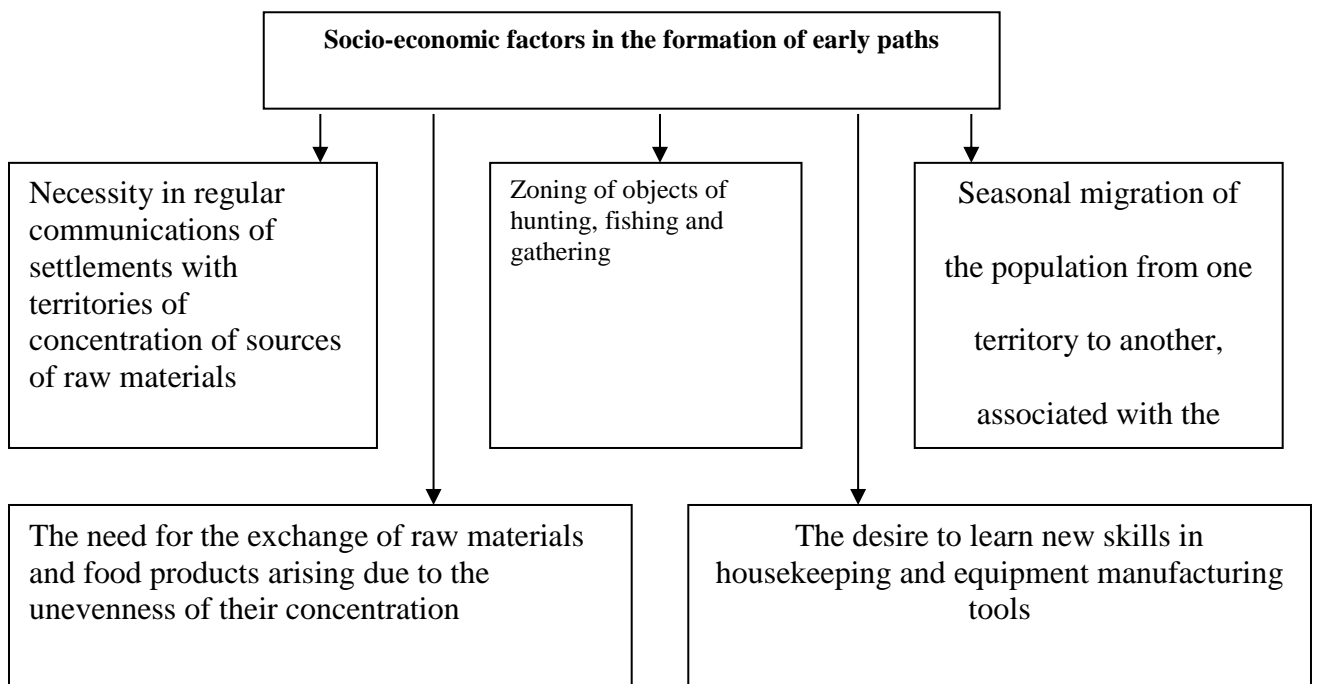 Socio-economic factors in the formation of early paths
Necessity in regular
communications of
settlements with
territories of
concentration of sources
of raw materials
Zoning of objects of
hunting, fishing and
gathering
Seasonal migration of
the population from one
territory to another,
associated with the
The need for the exchange of raw materials
and food products arising due to the
unevenness of their concentration
The desire to learn new skills in
housekeeping and equipment manufacturing
tools